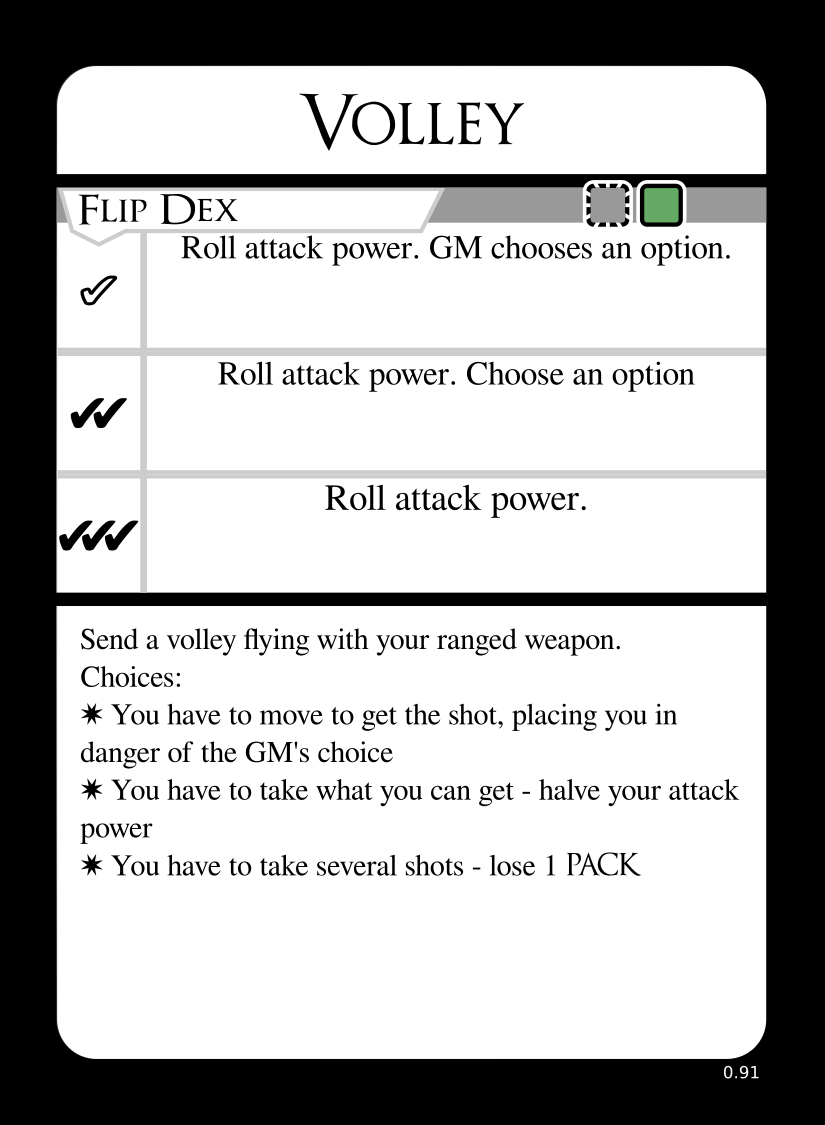 VOLLEY
FLIP DEX
Roll attack power. GM chooses an option.
Roll attack power. Choose an option
Roll attack power.
Send a volley flying with your ranged weapon.
Choices:
✷ You have to move to get the shot, placing you in
danger of the GM's choice
✷ You have to take what you can get - halve your attack
power
✷ You have to take several shots - lose 1 PACK
0.91